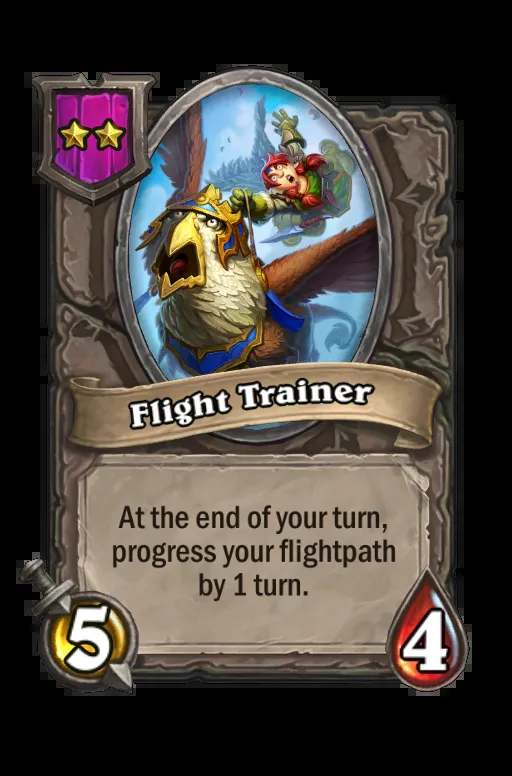 Flight Trainer
At the end of your turn,
progress your flightpath
by 1 turn.
5
4